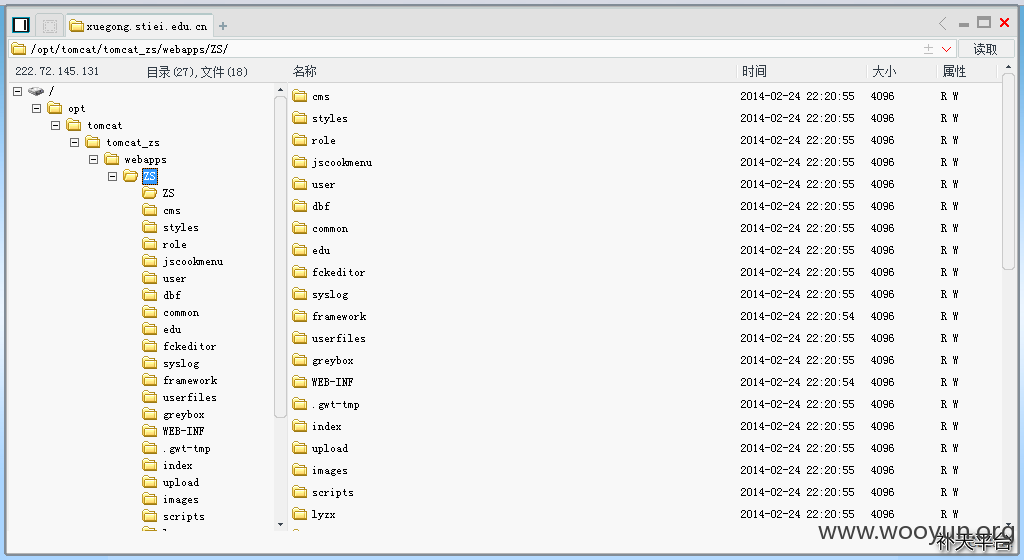 xuegong.stiei.edu.cn
/opt/tomcat/tomcat_zs/webapps/ZS/
读取
222.72.145.131 目录(27),文件(18) 名称 时间 大小 属性
/
opt
tomcat
tomcat_zs
webapps
ZS
ZS
cms
styles
role
jscookmenu
user
dbf
common
edu
fckeditor
syslog
framework
userfiles
greybox
WEB-INF
.gwt-tmp
index
upload
images
scripts
cms 2014-02-24 22:20:55 4096 R W
styles 2014-02-24 22:20:55 4096 R W
role 2014-02-24 22:20:55 4096 R W
jscookmenu 2014-02-24 22:20:55 4096 R W
user 2014-02-24 22:20:55 4096 R W
dbf 2014-02-24 22:20:55 4096 R W
common 2014-02-24 22:20:55 4096 R W
edu 2014-02-24 22:20:55 4096 R W
fckeditor 2014-02-24 22:20:55 4096 R W
syslog 2014-02-24 22:20:55 4096 R W
framework 2014-02-24 22:20:54 4096 R W
userfiles 2014-02-24 22:20:55 4096 R W
greybox 2014-02-24 22:20:55 4096 R W
WEB-INF 2014-02-24 22:20:54 4096 R W
.gwt-tmp 2014-02-24 22:20:55 4096 R W
index 2014-02-24 22:20:55 4096 R W
upload 2014-02-24 22:20:55 4096 R W
images 2014-02-24 22:20:55 4096 R W
scripts 2014-02-24 22:20:55 4096 R W
lyzx 2014-02-24 22:20:55 4096 R W
www.wooyun.org
补天平台